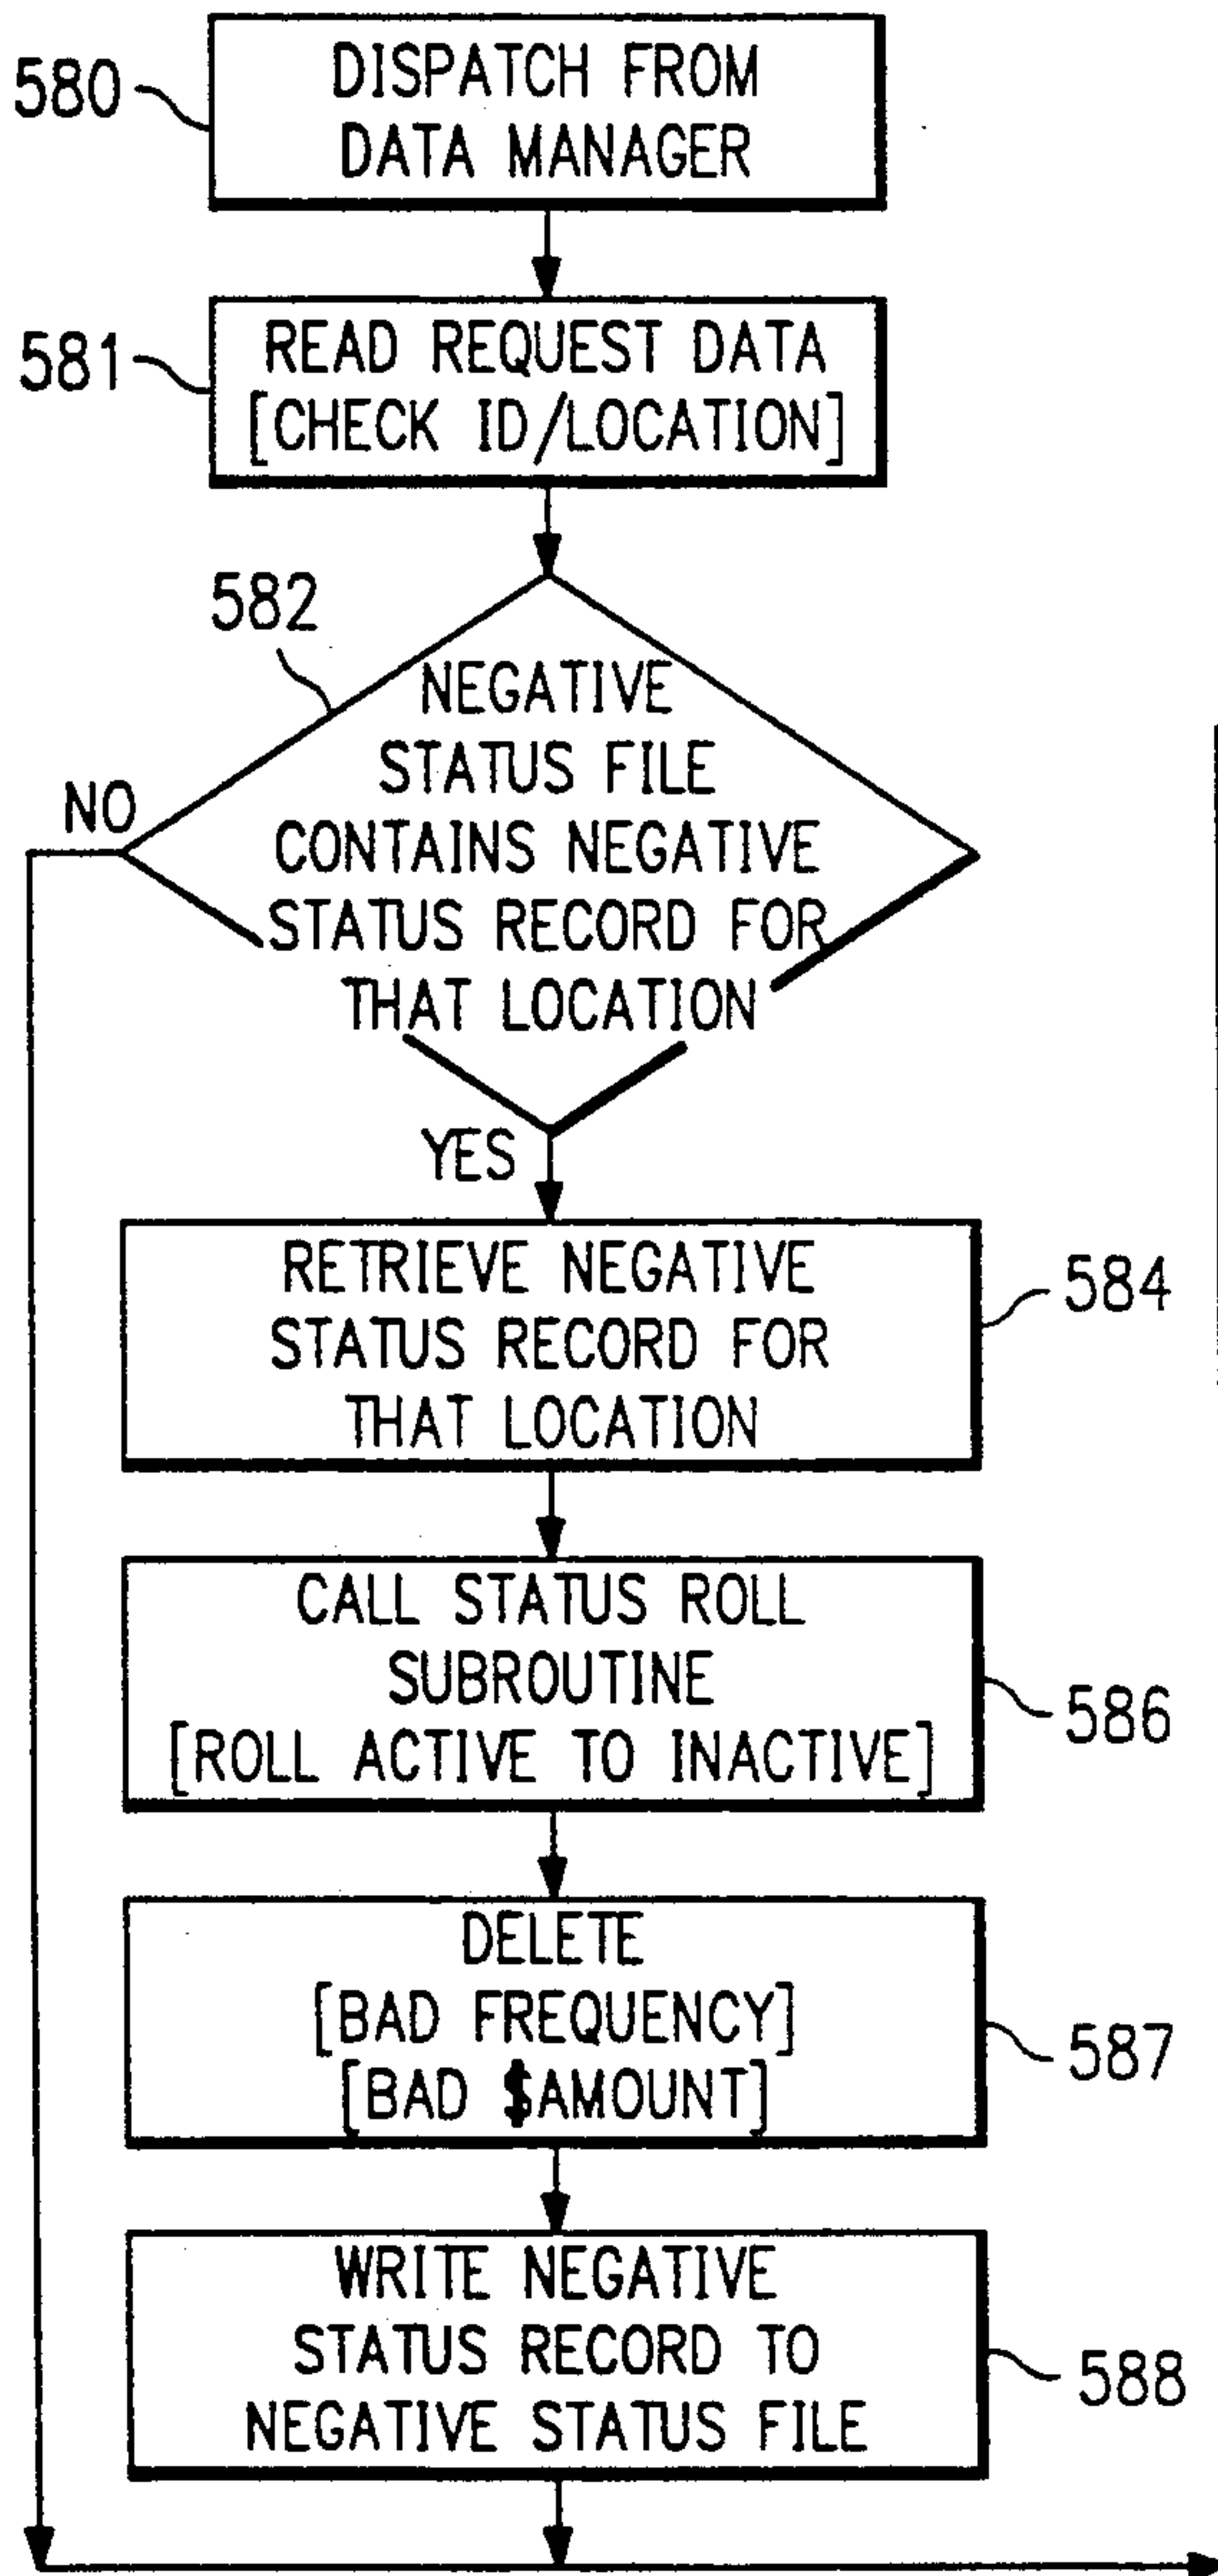 580
DISPATCH FROM
DATA MANAGER
581
READ REQUEST DATA
[CHECK ID/LOCATION]
582
NEGATIVE
STATUS FILE
CONTAINS NEGATIVE
STATUS RECORD FOR
THAT LOCATION
NO
YES
RETRIEVE NEGATIVE
STATUS RECORD FOR
THAT LOCATION
584
CALL STATUS ROLL
SUBROUTINE
[ROLL ACTIVE TO INACTIVE]
586
DELETE
[BAD FREQUENCY]
[BAD $AMOUNT]
587
WRITE NEGATIVE
STATUS RECORD TO
NEGATIVE STATUS FILE
588